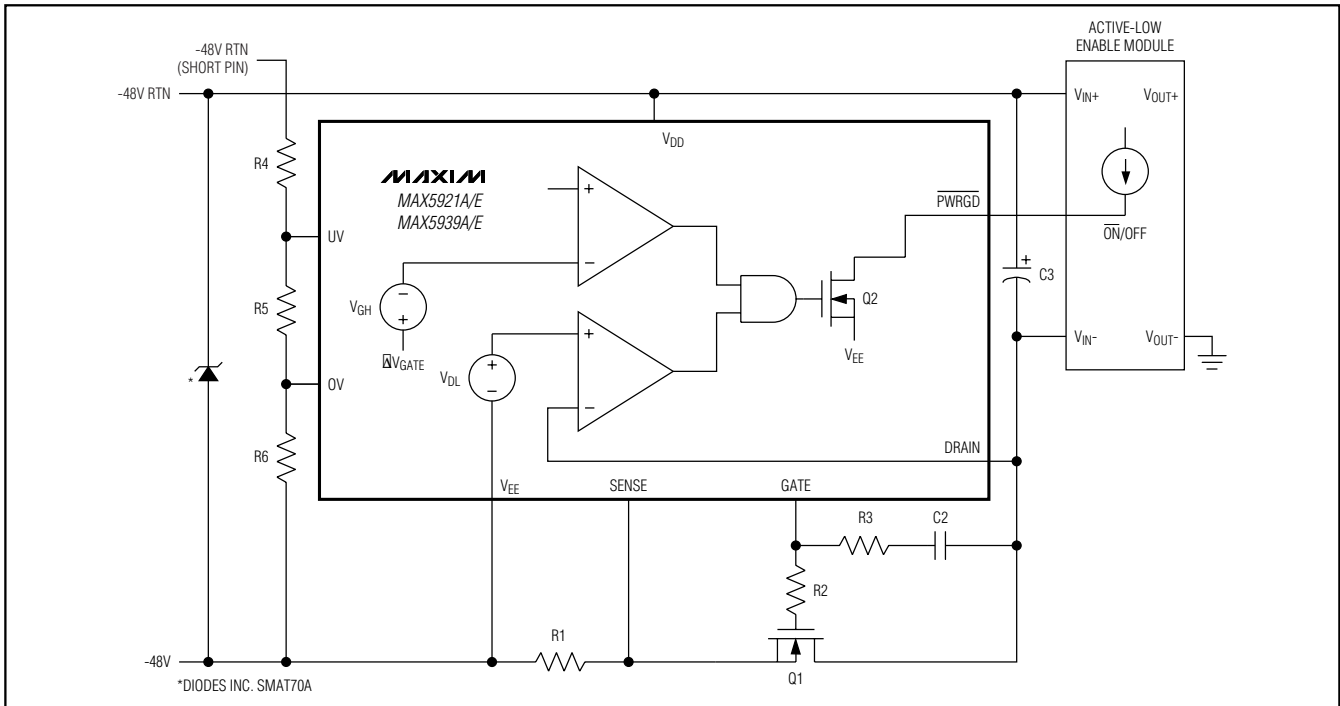 ACTIVE-LOW
ENABLE MODULE
-48V RTN
(SHORT PIN)
-48V RTN
VIN+
VOUT+
VDD
R4
MAXIM
MAX5921A/E
MAX5939A/E
PWRGD
ON/OFF
UV
+
-
+
C3
R5
VGH
-
+
Q2
VEE
VIN-
VOUT-
VGATE
+
*
OV
VDL
+
-
-
R6
DRAIN
VEE
SENSE
GATE
R3
C2
R2
R1
-48V
Q1
*DIODES INC. SMAT70A